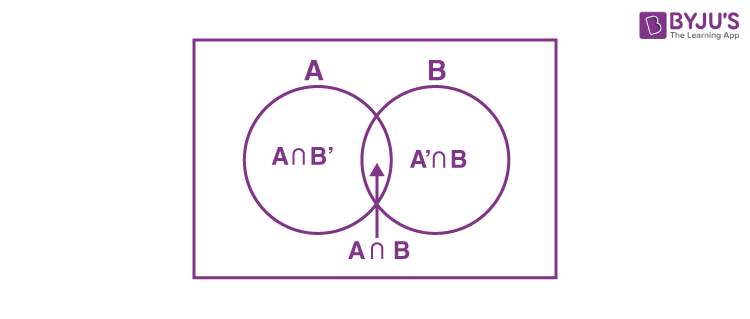 BYJU'S
The Learning App
A
B
A∩B’
A’∩B
A∩B